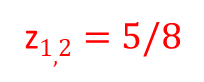 z₁,₂ = 5/8